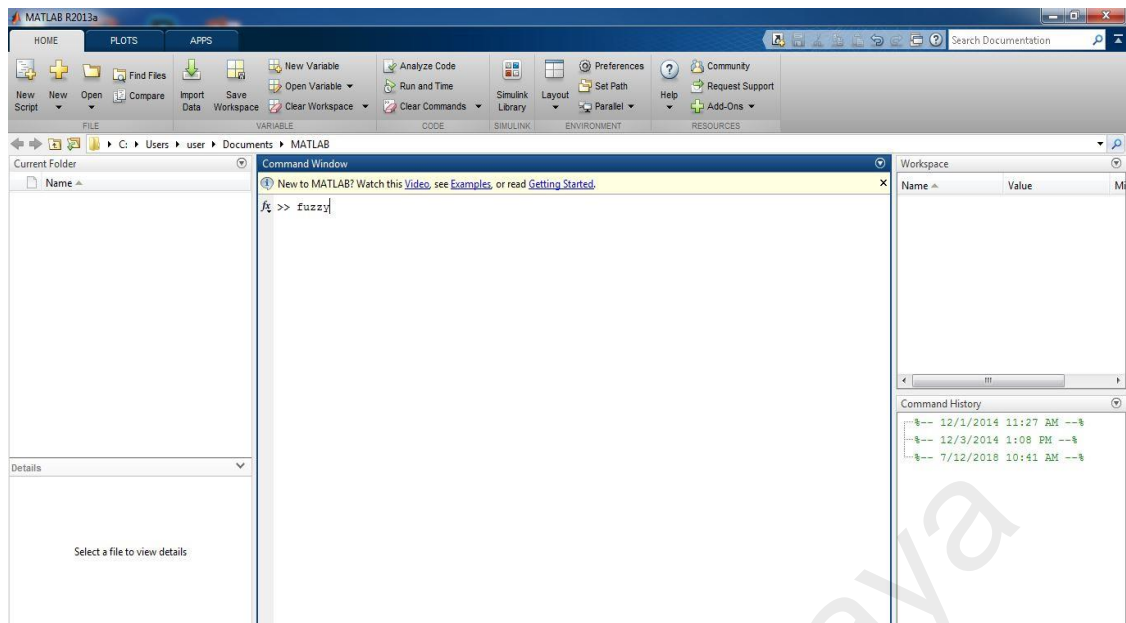 MATLAB R2013a
HOME PLOTS APPS
Search Documentation
New Script
New
Open
Find Files
Compare
Import Data
Save Workspace
New Variable
Open Variable
Clear Workspace
Analyze Code
Run and Time
Clear Commands
Simulink Library
Layout
Preferences
Set Path
Parallel
Help
Community
Request Support
Add-Ons
FILE VARIABLE CODE SIMULINK ENVIRONMENT RESOURCES
C: Users user Documents MATLAB
Current Folder
Name
Details
Select a file to view details
Command Window
New to MATLAB? Watch this Video, see Examples, or read Getting Started.
fx >> fuzzy
Workspace
Name Value Mi
Command History
%-- 12/1/2014 11:27 AM --%
%-- 12/3/2014 1:08 PM --%
%-- 7/12/2018 10:41 AM --%
aya